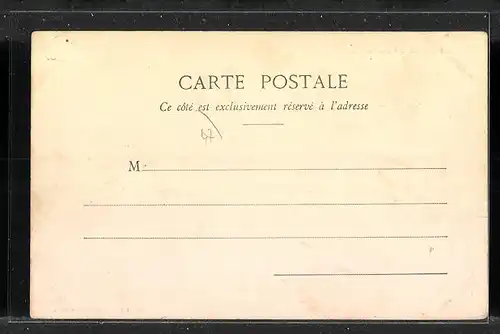 CARTE POSTALE
Ce côté est exclusivement réservé à l'adresse
47
M